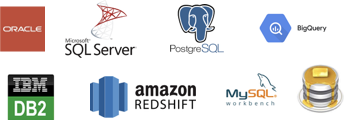 ORACLE
Microsoft®
SQL Server®
PostgreSQL
BigQuery
IBM
DB2
amazon
REDSHIFT
MySQL
workbench